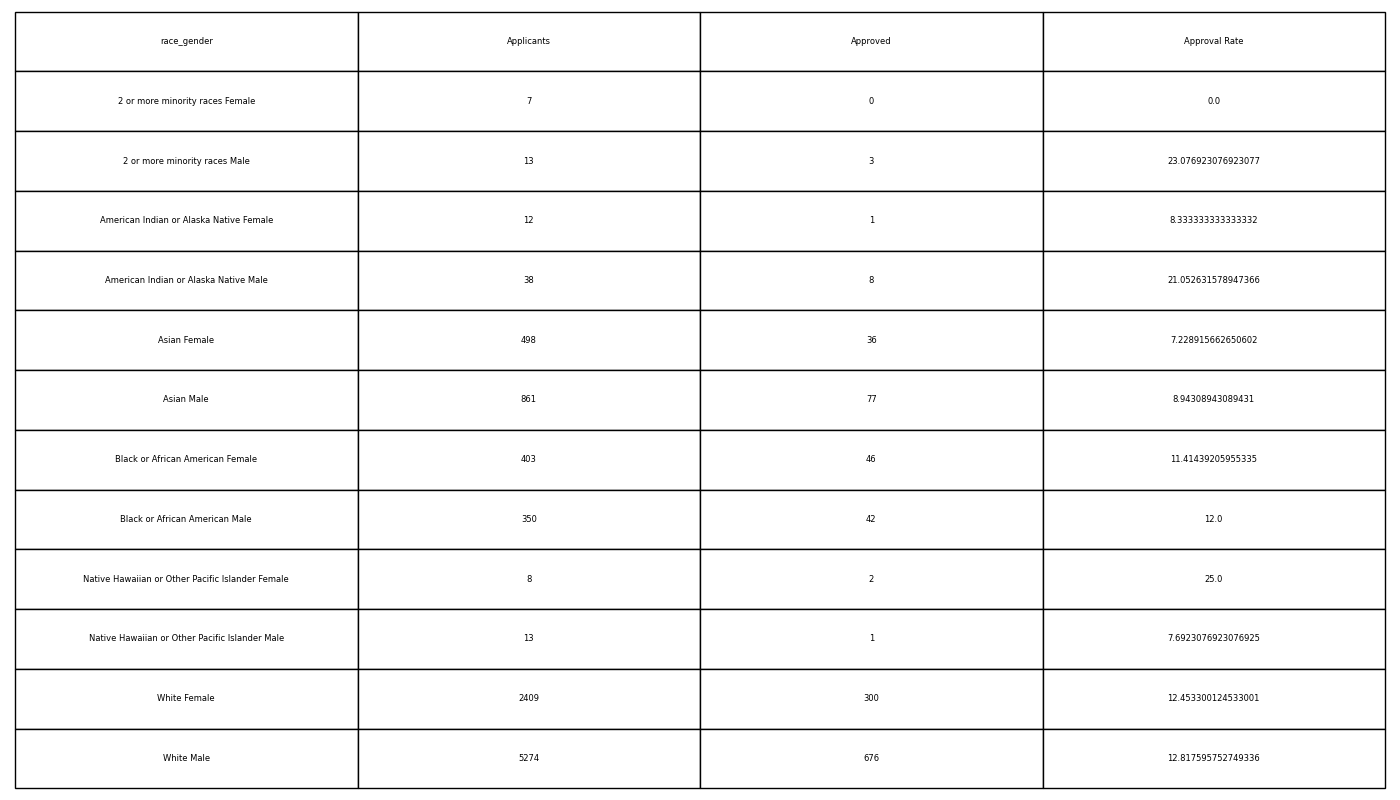 race_gender Applicants Approved Approval Rate
2 or more minority races Female 7 0 0.0
2 or more minority races Male 13 3 23.076923076923077
American Indian or Alaska Native Female 12 1 8.333333333333332
American Indian or Alaska Native Male 38 8 21.052631578947366
Asian Female 498 36 7.228915662650602
Asian Male 861 77 8.94308943089431
Black or African American Female 403 46 11.41439205955335
Black or African American Male 350 42 12.0
Native Hawaiian or Other Pacific Islander Female 8 2 25.0
Native Hawaiian or Other Pacific Islander Male 13 1 7.6923076923076925
White Female 2409 300 12.453300124533001
White Male 5274 676 12.817595752749336